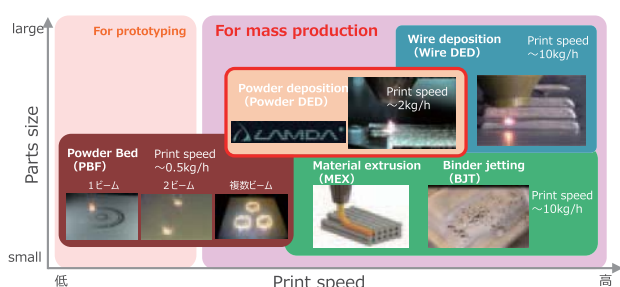 large
For prototyping
For mass production
Wire deposition
（Wire DED）
Print speed
～10kg/h
Powder deposition
(Powder DED)
LAMDA
Print speed
～2kg/h
Parts size
Powder Bed
（PBF）
Print speed
～0.5kg/h
1ビーム
2ビーム
複数ビーム
Material extrusion
（MEX）
Binder jetting
（BJT）
Print speed
～10kg/h
small
低
Print speed
高